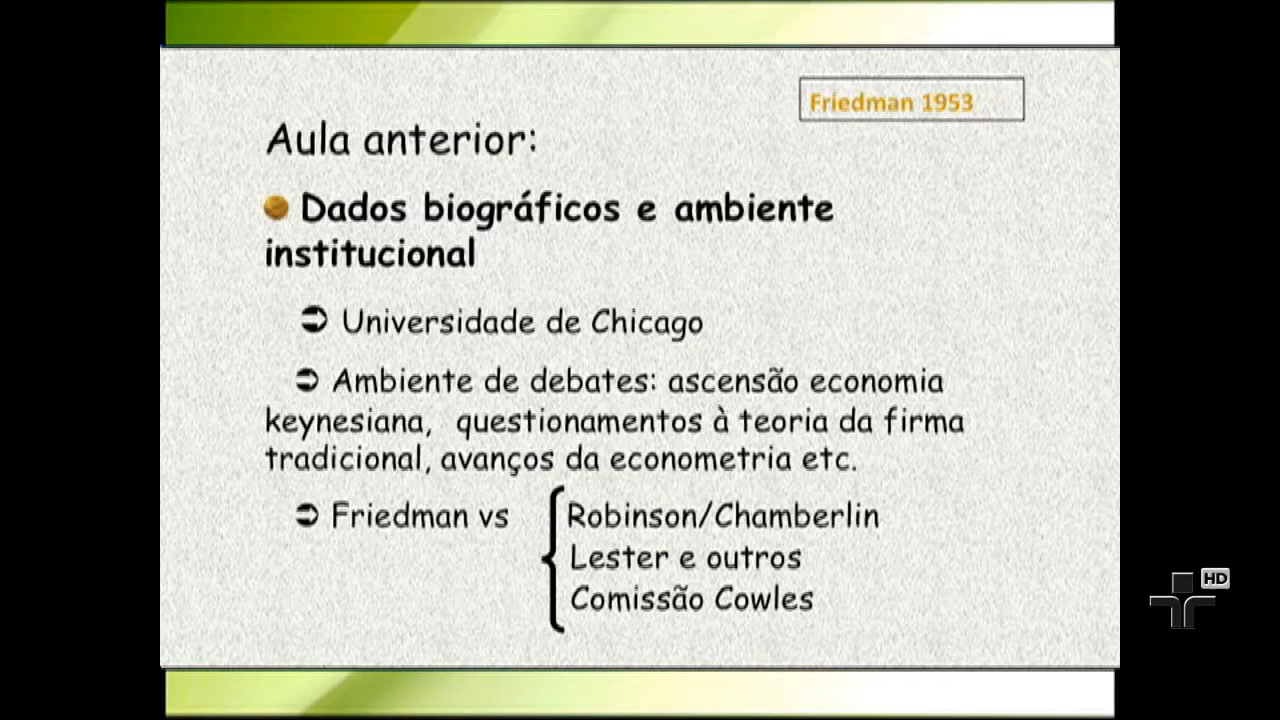 Friedman 1953
Aula anterior:
Dados biográficos e ambiente
institucional
Universidade de Chicago
Ambiente de debates: ascensão economia
keynesiana, questionamentos à teoria da firma
tradicional, avanços da econometria etc.
Friedman vs Robinson/Chamberlin
Lester e outros
Comissão Cowles
HD